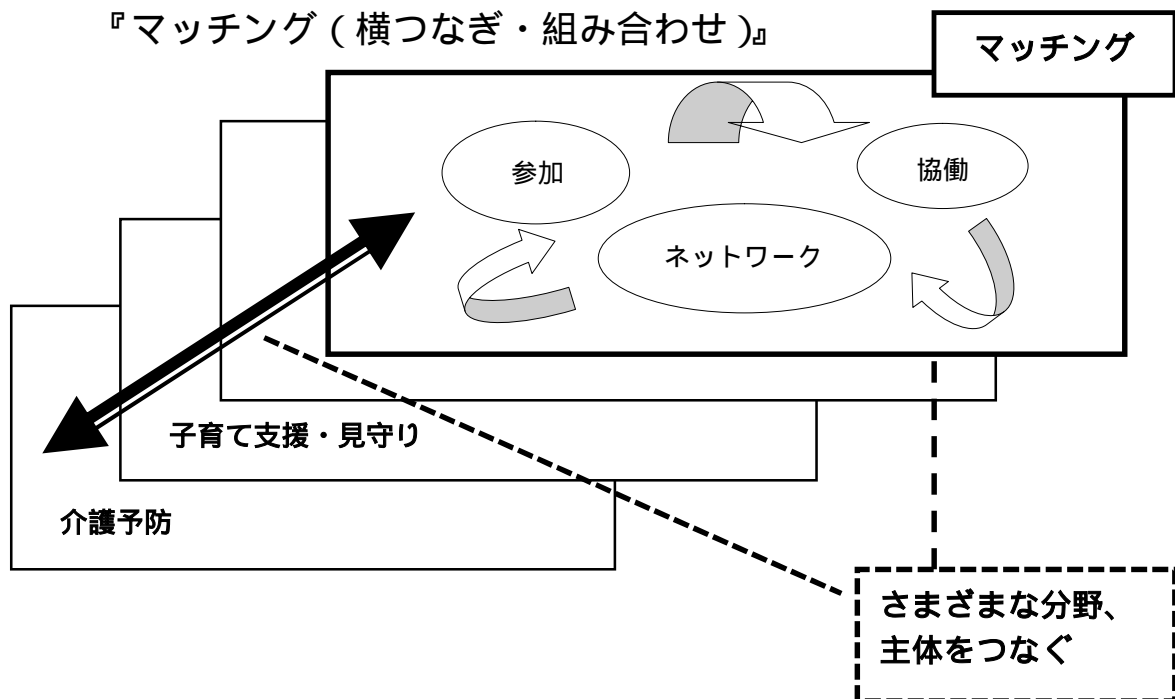 『マッチング（横つなぎ・組み合わせ）』
マッチング
参加
協働
ネットワーク
子育て支援・見守り
介護予防
さまざまな分野、
主体をつなぐ